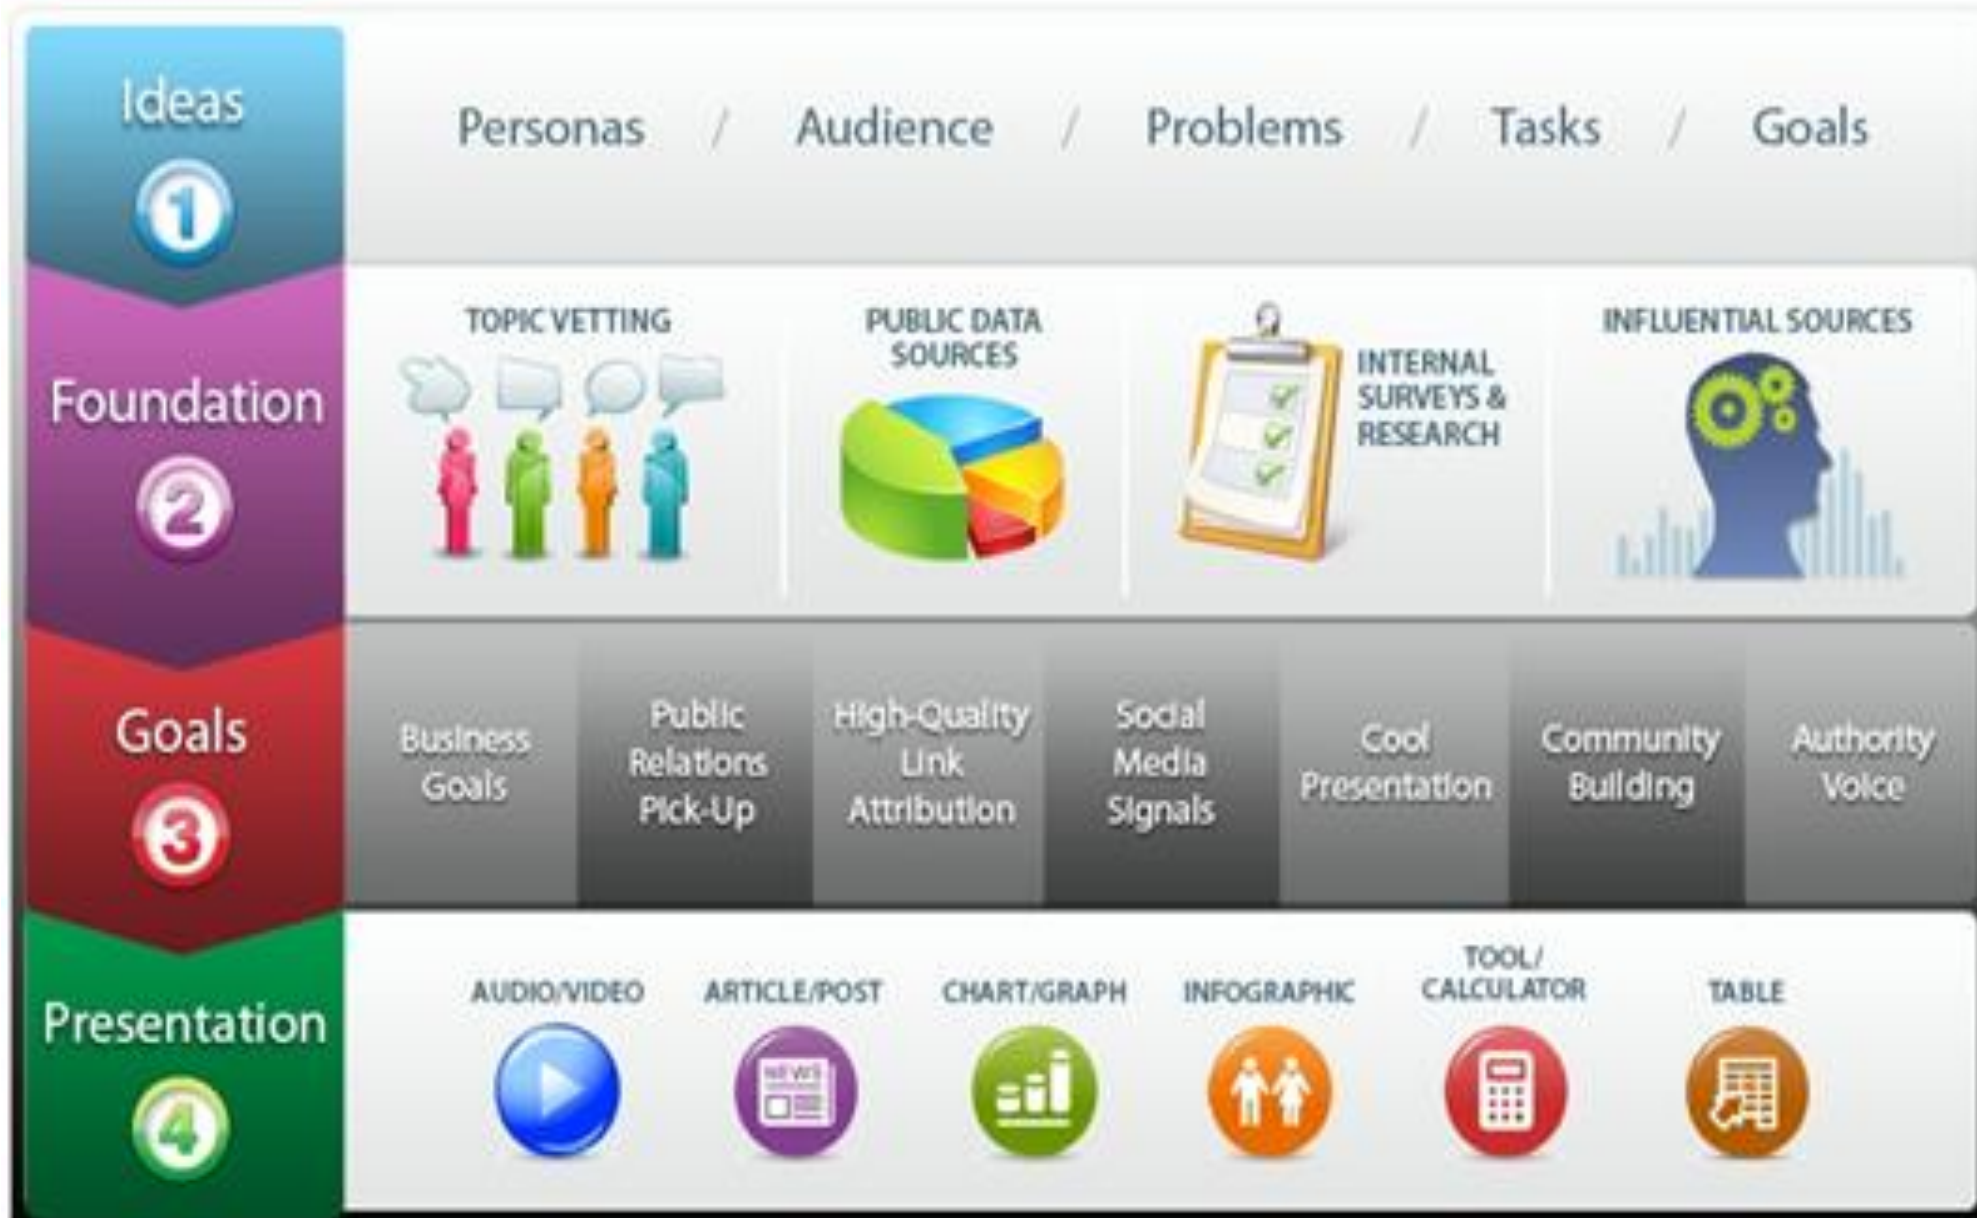 Ideas
1
Personas / Audience / Problems / Tasks / Goals
Foundation
2
TOPIC VETTING
PUBLIC DATA
SOURCES
INTERNAL
SURVEYS &
RESEARCH
INFLUENTIAL SOURCES
Goals
3
Business
Goals
Public
Relations
Pick-Up
High-Quality
Link
Attribution
Social
Media
Signals
Cool
Presentation
Community
Building
Authority
Voice
Presentation
4
AUDIO/VIDEO
ARTICLE/POST
NEWS
CHART/GRAPH
INFOGRAPHIC
TOOL/
CALCULATOR
TABLE